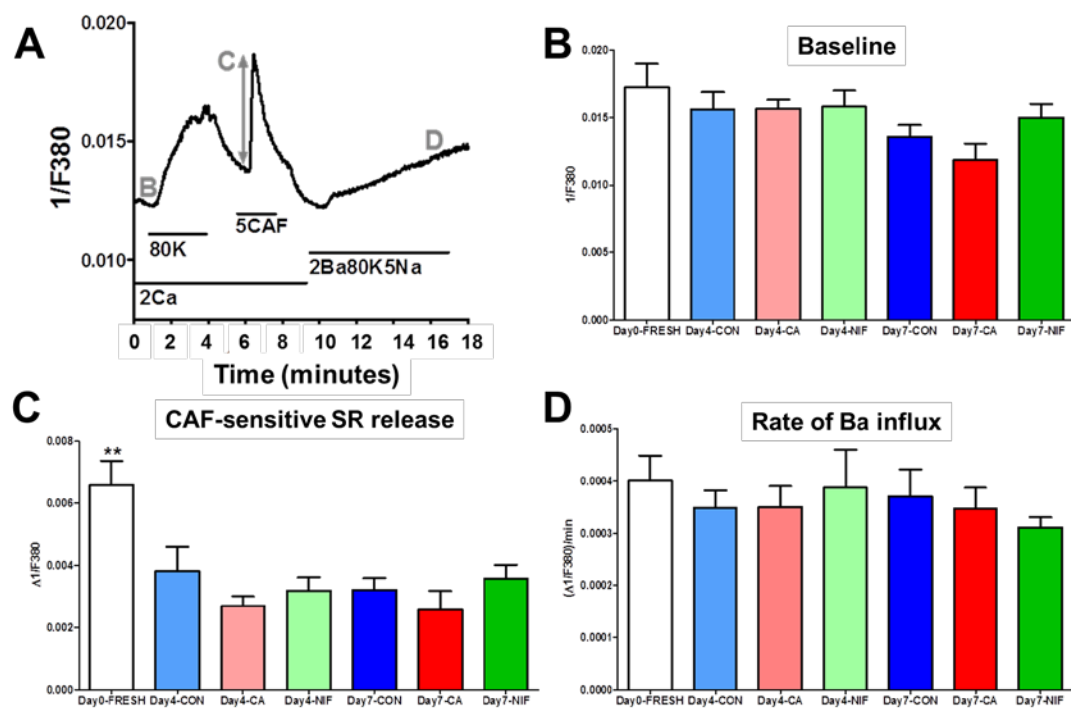 A
0.020
0.015
0.010
1/F380
B
C
D
80K
5CAF
2Ba80K5Na
2Ca
0 2 4 6 8 10 12 14 16 18
Time (minutes)
B
Baseline
0.020
0.015
0.010
0.005
0.000
1/F380
Day0-FRESH Day4-CON Day4-CA Day4-NIF Day7-CON Day7-CA Day7-NIF
C
CAF-sensitive SR release
0.008
0.006
0.004
0.002
0.000
Δ1/F380
**
Day0-FRESH Day4-CON Day4-CA Day4-NIF Day7-CON Day7-CA Day7-NIF
D
Rate of Ba influx
0.0005
0.0004
0.0003
0.0002
0.0001
0.0000
(Δ1/F380)/min
Day0-FRESH Day4-CON Day4-CA Day4-NIF Day7-CON Day7-CA Day7-NIF